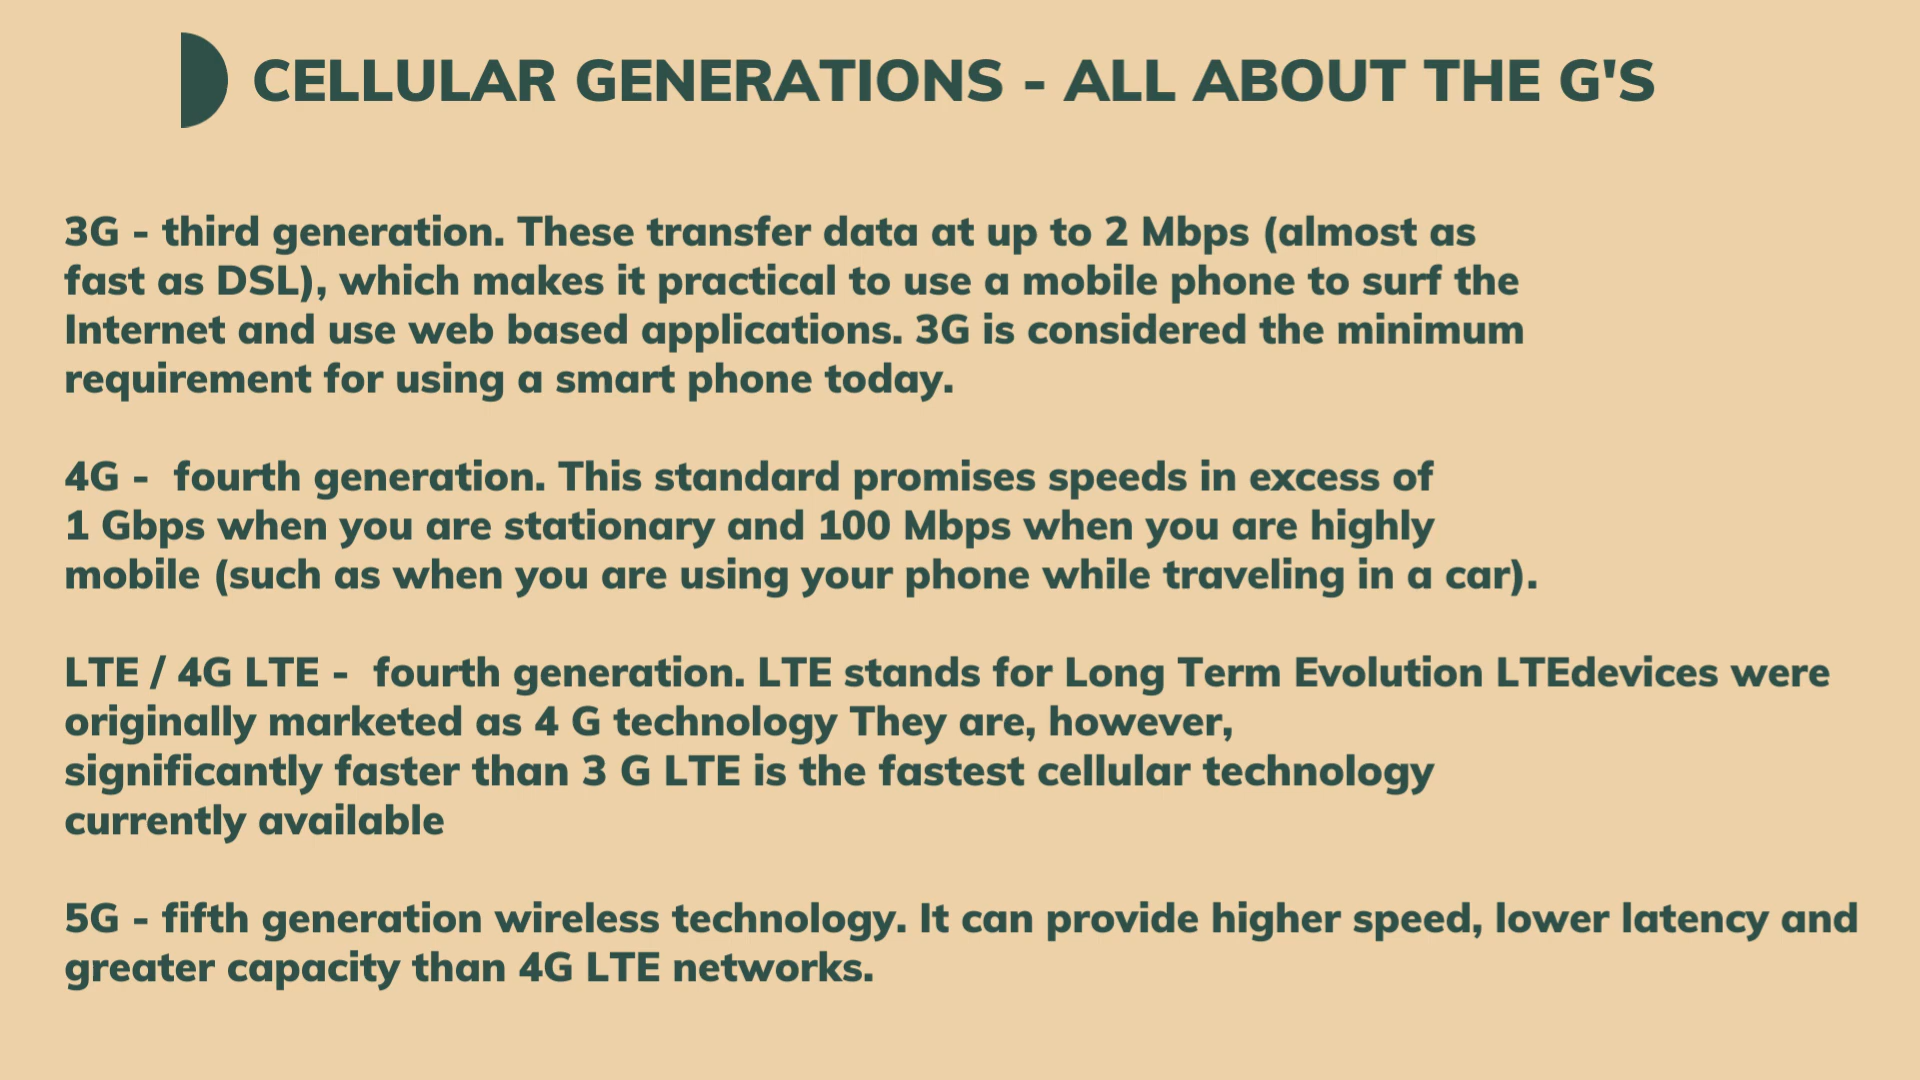 CELLULAR GENERATIONS - ALL ABOUT THE G'S
3G - third generation. These transfer data at up to 2 Mbps (almost as
fast as DSL), which makes it practical to use a mobile phone to surf the
Internet and use web based applications. 3G is considered the minimum
requirement for using a smart phone today.
4G -  fourth generation. This standard promises speeds in excess of
1 Gbps when you are stationary and 100 Mbps when you are highly
mobile (such as when you are using your phone while traveling in a car).
LTE / 4G LTE -  fourth generation. LTE stands for Long Term Evolution LTEdevices were
originally marketed as 4 G technology They are, however,
significantly faster than 3 G LTE is the fastest cellular technology
currently available
5G - fifth generation wireless technology. It can provide higher speed, lower latency and
greater capacity than 4G LTE networks.